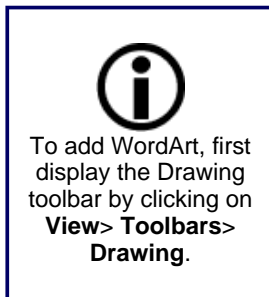 To add WordArt, first
display the Drawing
toolbar by clicking on
View> Toolbars>
Drawing.